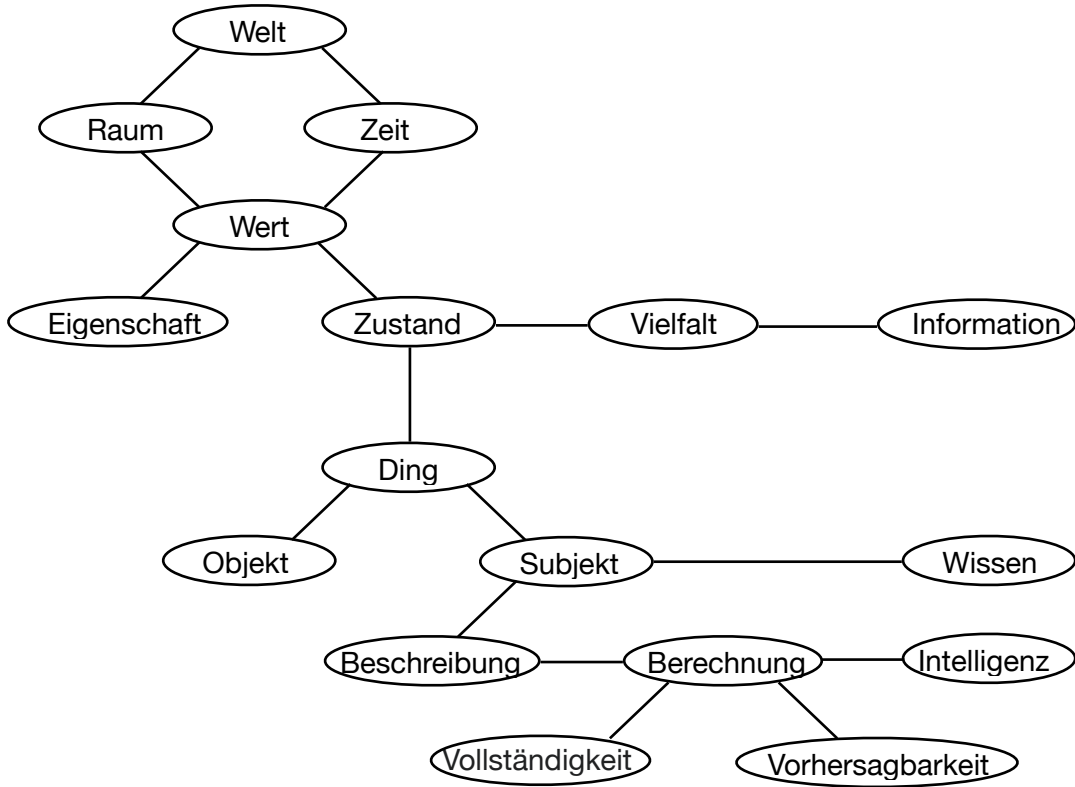 Welt
Raum
Zeit
Wert
Eigenschaft
Zustand
Vielfalt
Information
Ding
Objekt
Subjekt
Wissen
Beschreibung
Berechnung
Intelligenz
Vollständigkeit
Vorhersagbarkeit